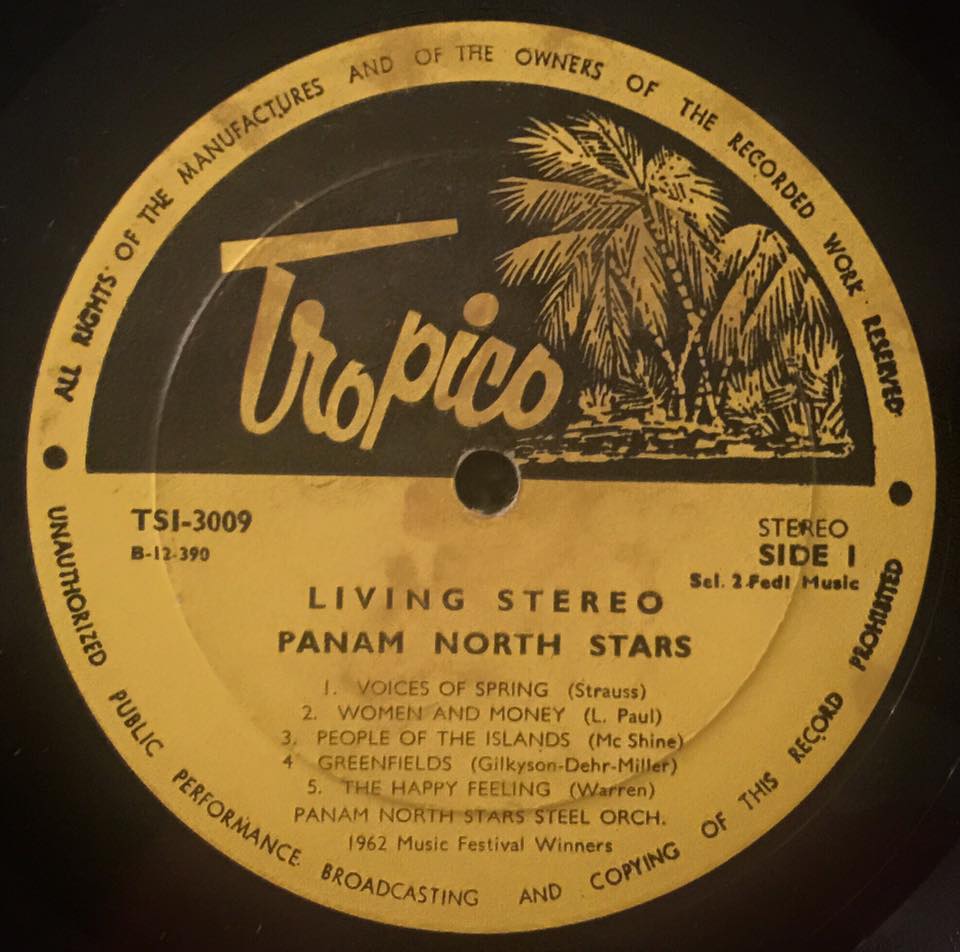 ALL RIGHTS OF THE MANUFACTURES AND OF THE OWNERS OF THE RECORDED WORK RESERVED
Tropico
TSI-3009
B-12-390
STEREO
SIDE I
Sel. 2 Fedl Music
LIVING STEREO
PANAM NORTH STARS
1. VOICES OF SPRING (Strauss)
2. WOMEN AND MONEY (L. Paul)
3. PEOPLE OF THE ISLANDS (Mc Shine)
4 GREENFIELDS (Gilkyson-Dehr-Miller)
5. THE HAPPY FEELING (Warren)
PANAM NORTH STARS STEEL ORCH.
1962 Music Festival Winners
UNAUTHORIZED PUBLIC PERFORMANCE BROADCASTING AND COPYING OF THIS RECORD PROHIBITED